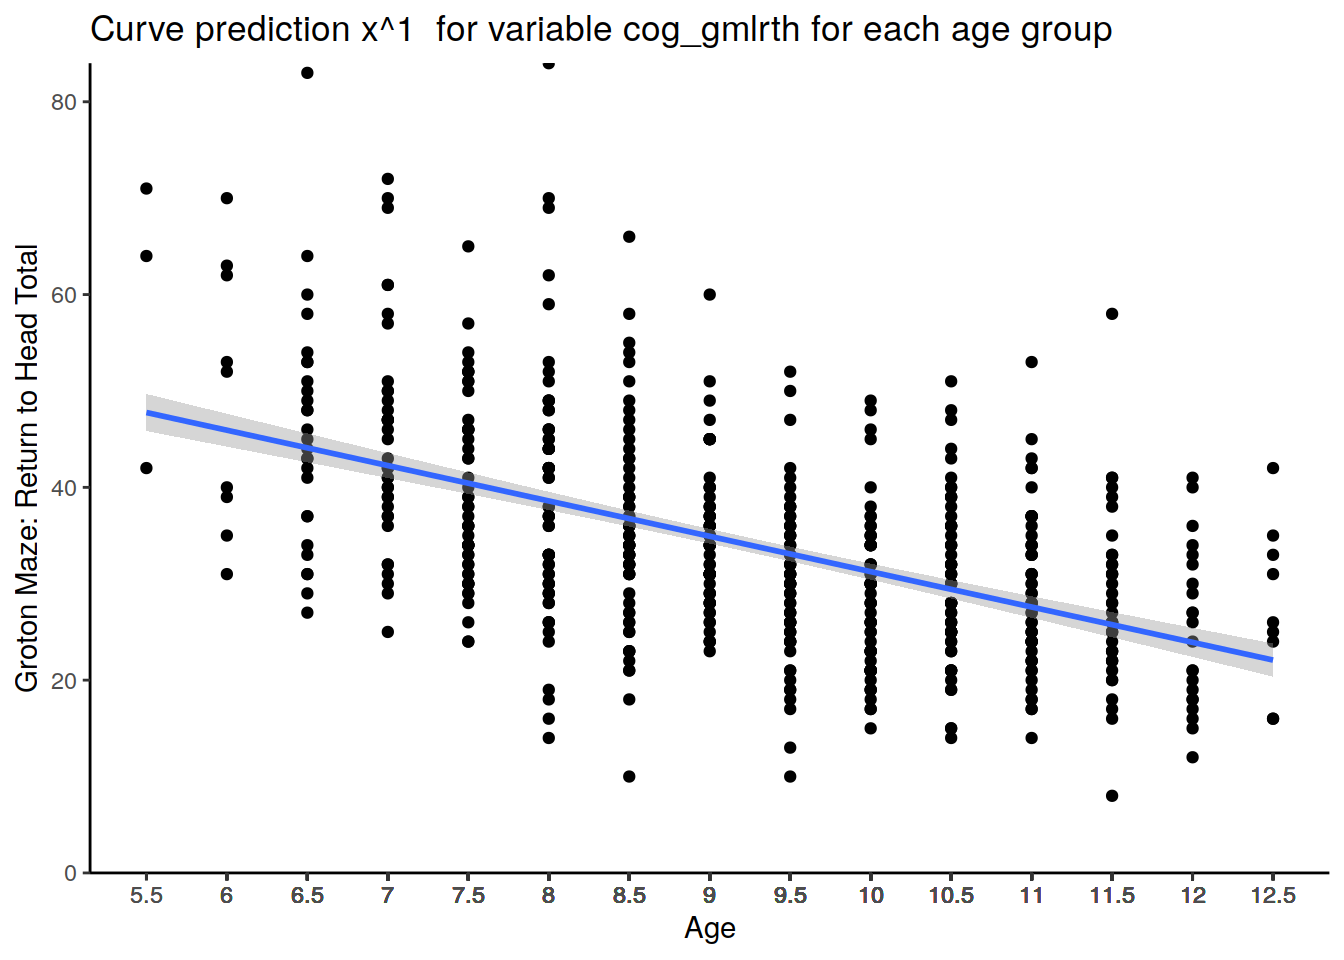 Curve prediction x^1  for variable cog_gmlrth for each age group
Groton Maze: Return to Head Total
80
60
40
20
0
5.5 6 6.5 7 7.5 8 8.5 9 9.5 10 10.5 11 11.5 12 12.5
Age